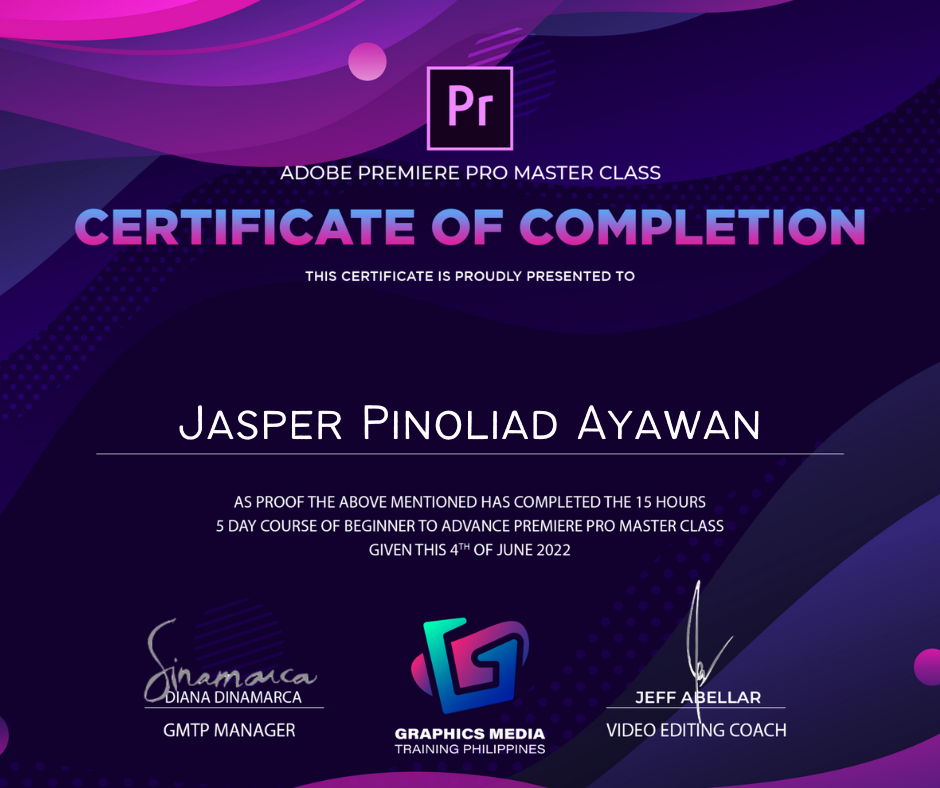 Pr
ADOBE PREMIERE PRO MASTER CLASS
CERTIFICATE OF COMPLETION
THIS CERTIFICATE IS PROUDLY PRESENTED TO
JASPER PINOLIAD AYAWAN
AS PROOF THE ABOVE MENTIONED HAS COMPLETED THE 15 HOURS
5 DAY COURSE OF BEGINNER TO ADVANCE PREMIERE PRO MASTER CLASS
GIVEN THIS 4TH OF JUNE 2022
Dinamarca
DIANA DINAMARCA
GMTP MANAGER
GRAPHICS MEDIA
TRAINING PHILIPPINES
JEFF ABELLAR
VIDEO EDITING COACH